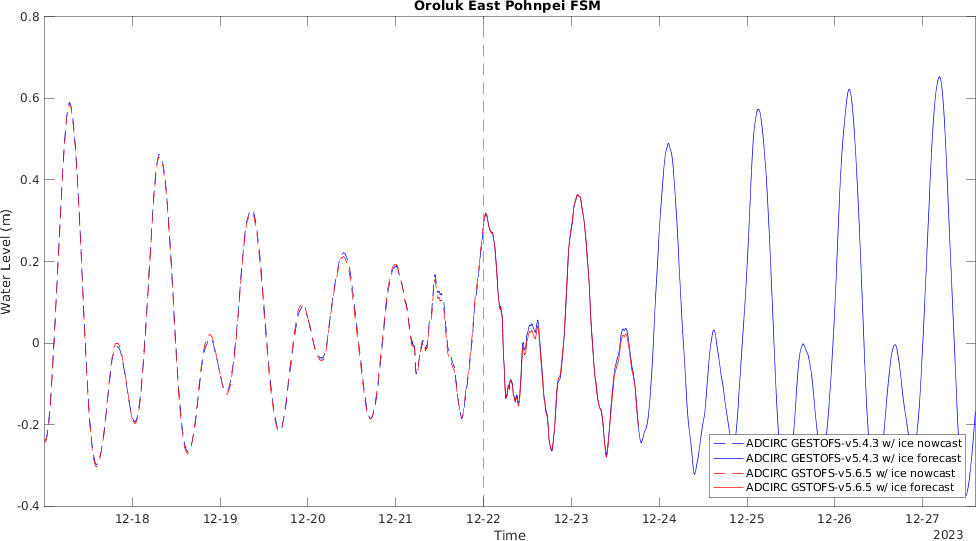 Oroluk East Pohnpei FSM
0.8
0.6
0.4
0.2
0
-0.2
-0.4
Water Level (m)
ADCIRC GESTOFS-v5.4.3 w/ ice nowcast
ADCIRC GESTOFS-v5.4.3 w/ ice forecast
ADCIRC GSTOFS-v5.6.5 w/ ice nowcast
ADCIRC GSTOFS-v5.6.5 w/ ice forecast
12-18 12-19 12-20 12-21 12-22 12-23 12-24 12-25 12-26 12-27
Time 2023